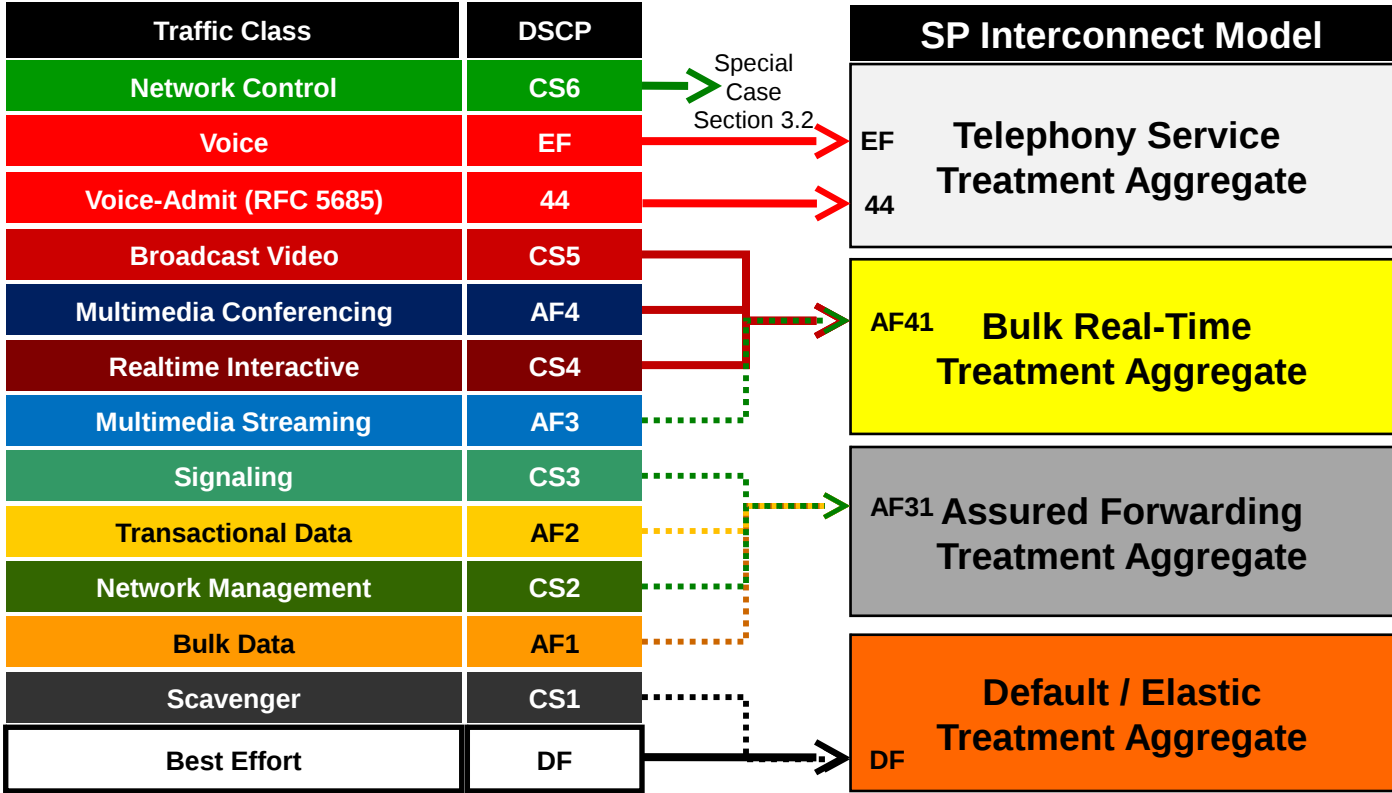 Traffic Class DSCP
SP Interconnect Model
Network Control CS6
Special
Case
Section 3.2
Voice EF
Voice-Admit (RFC 5685) 44
Broadcast Video CS5
Multimedia Conferencing AF4
Realtime Interactive CS4
Multimedia Streaming AF3
Signaling CS3
Transactional Data AF2
Network Management CS2
Bulk Data AF1
Scavenger CS1
Best Effort DF
EF
44
Telephony Service
Treatment Aggregate
AF41
Bulk Real-Time
Treatment Aggregate
AF31
Assured Forwarding
Treatment Aggregate
Default / Elastic
Treatment Aggregate
DF